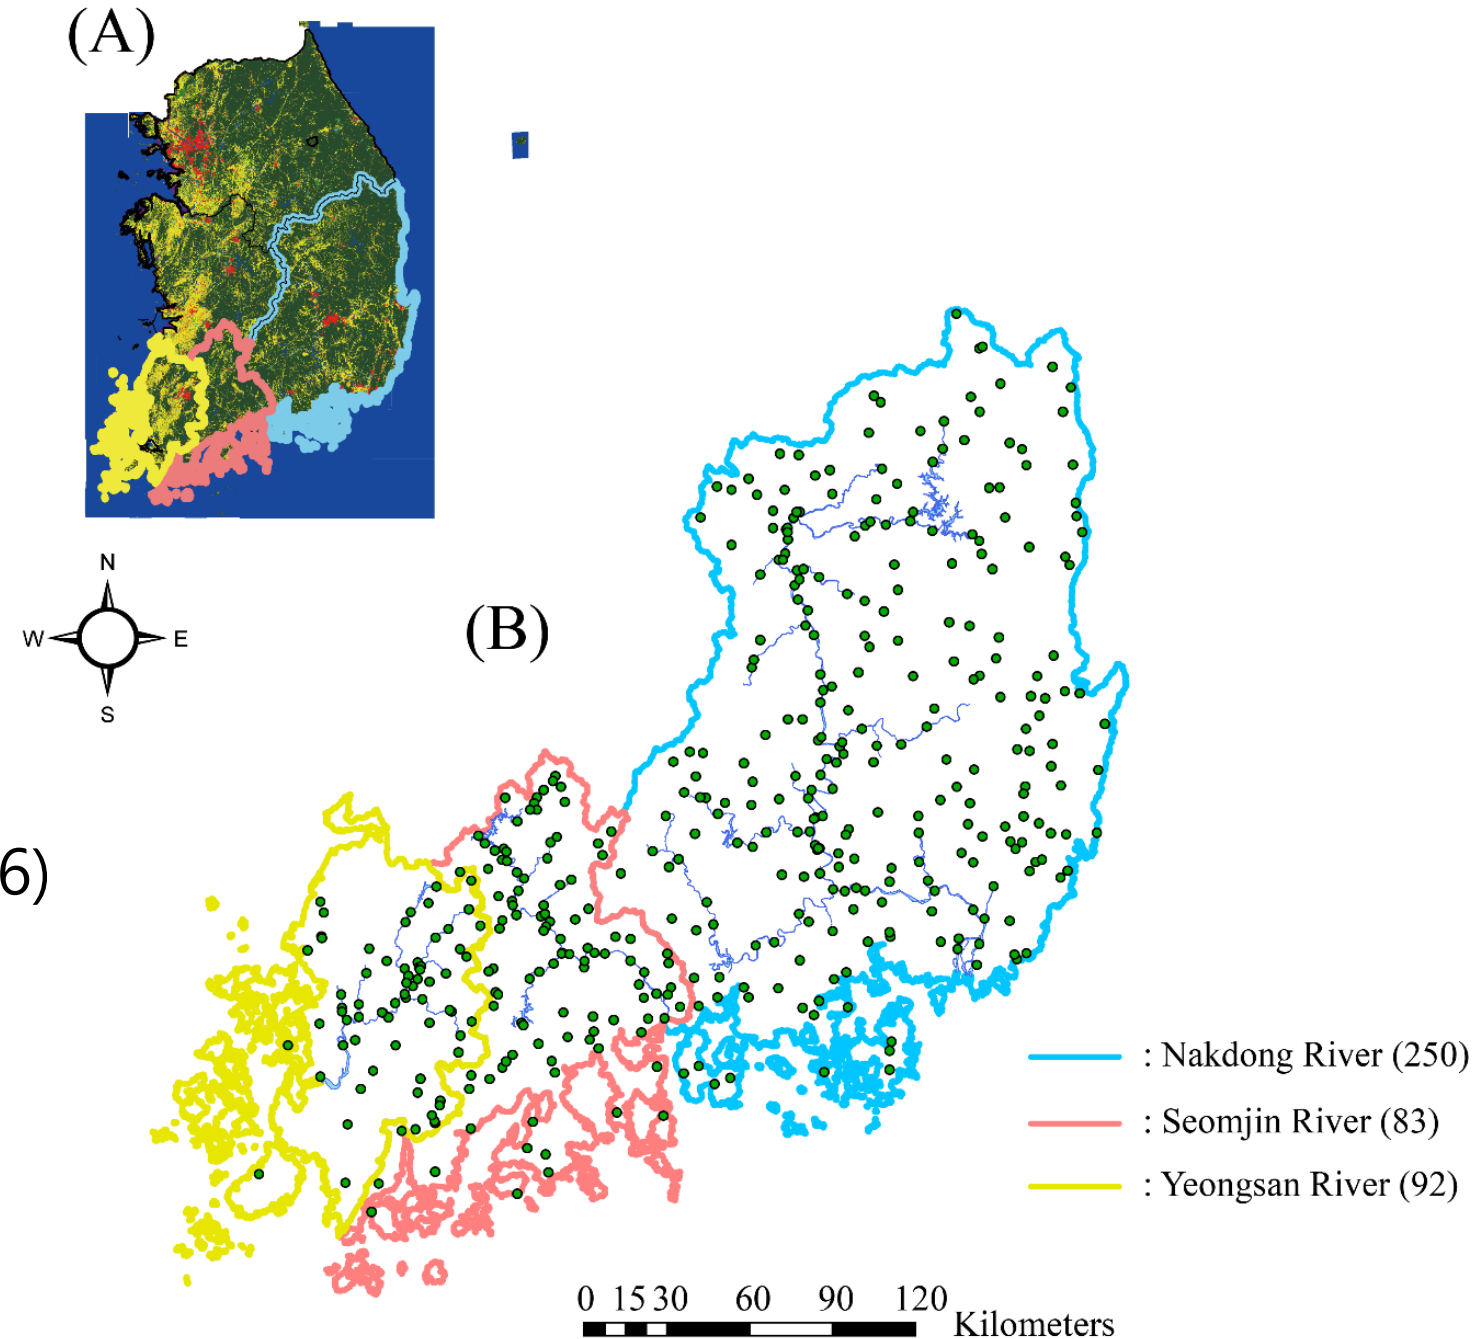 (A)
N
W E
S
(B)
6)
: Nakdong River (250)
: Seomjin River (83)
: Yeongsan River (92)
0 15 30 60 90 120
Kilometers